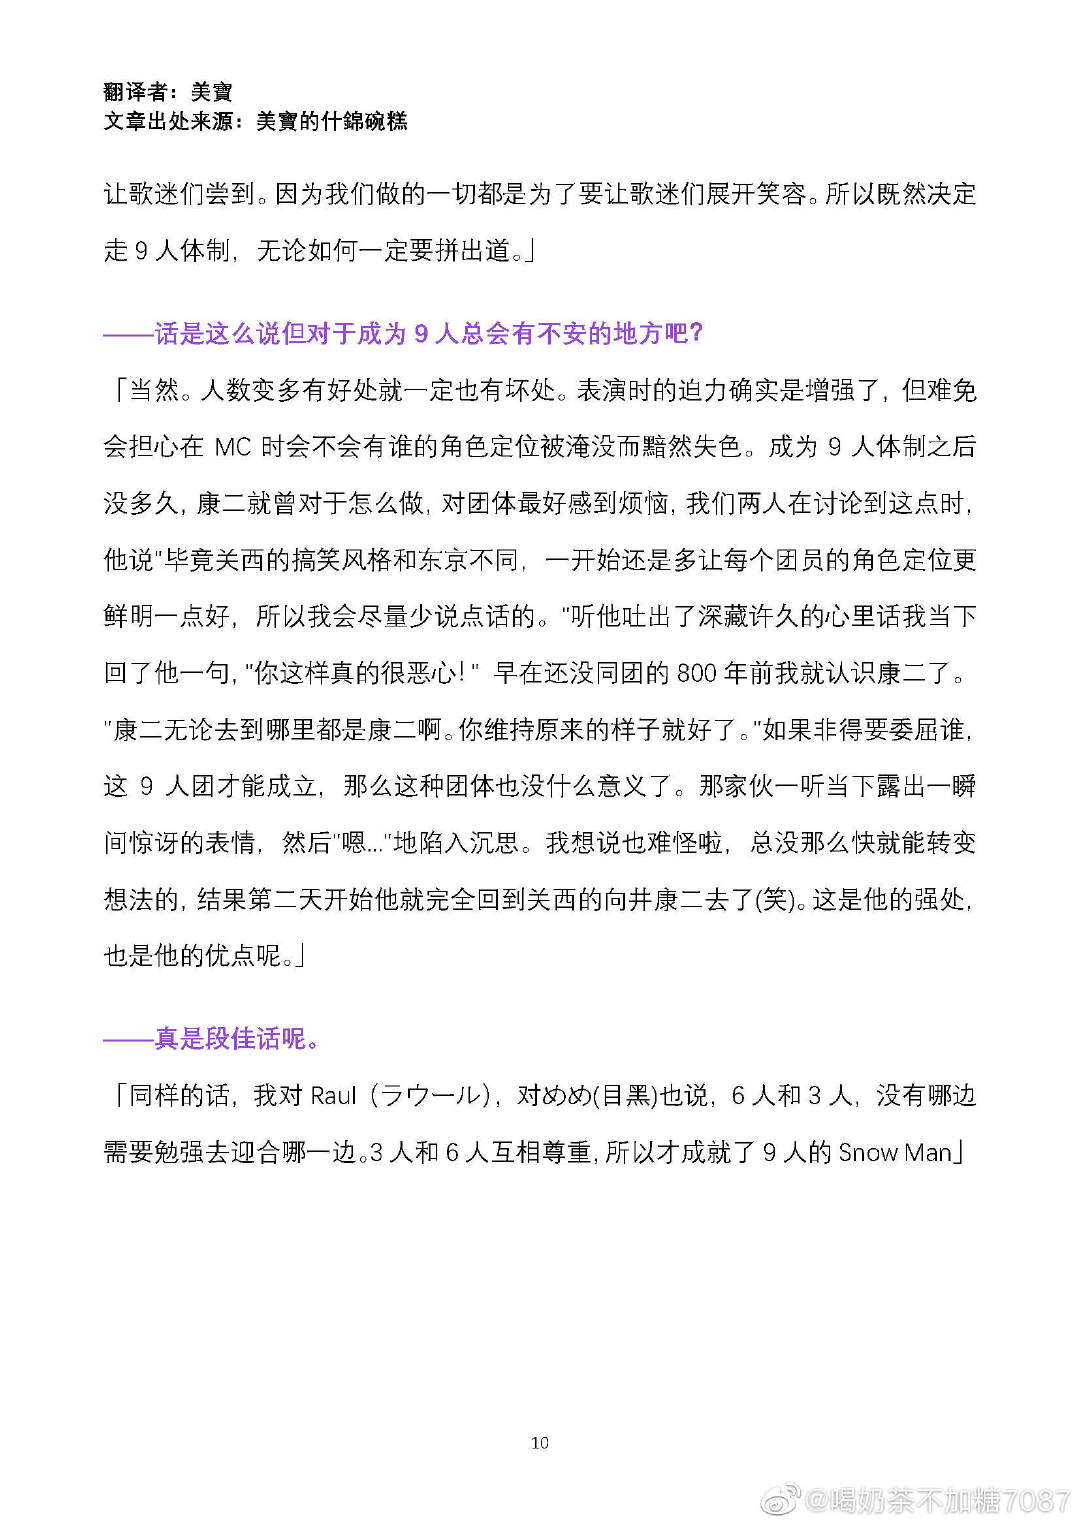 翻译者：美寶
文章出处来源：美寶的什錦碗糕
让歌迷们尝到。因为我们做的一切都是为了要让歌迷们展开笑容。所以既然决定
走 9 人体制，无论如何一定要拼出道。」
——话是这么说但对于成为 9 人总会有不安的地方吧？
「当然。人数变多有好处就一定也有坏处。表演时的迫力确实是增强了，但难免
会担心在 MC 时会不会有谁的角色定位被淹没而黯然失色。成为 9 人体制之后
没多久，康二就曾对于怎么做，对团体最好感到烦恼，我们两人在讨论到这点时，
他说"毕竟关西的搞笑风格和东京不同，一开始还是多让每个团员的角色定位更
鲜明一点好，所以我会尽量少说点话的。"听他吐出了深藏许久的心里话我当下
回了他一句，"你这样真的很恶心！" 早在还没同团的 800 年前我就认识康二了。
"康二无论去到哪里都是康二啊。你维持原来的样子就好了。"如果非得要委屈谁，
这 9 人团才能成立，那么这种团体也没什么意义了。那家伙一听当下露出一瞬
间惊讶的表情，然后"嗯..."地陷入沉思。我想说也难怪啦，总没那么快就能转变
想法的，结果第二天开始他就完全回到关西的向井康二去了(笑)。这是他的强处，
也是他的优点呢。」
——真是段佳话呢。
「同样的话，我对 Raul（ラウール），对めめ(目黑)也说，6 人和 3 人，没有哪边
需要勉强去迎合哪一边。3 人和 6 人互相尊重，所以才成就了 9 人的 Snow Man」
10
@喝奶茶不加糖7087